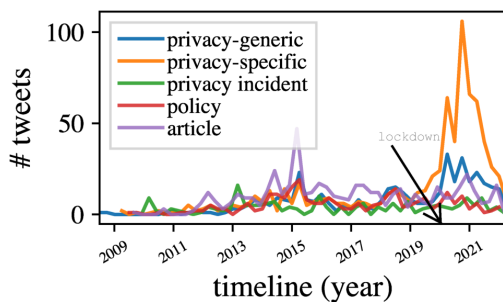 100
50
0
# tweets
privacy-generic
privacy-specific
privacy incident
policy
article
lockdown
2009 2011 2013 2015 2017 2019 2021
timeline (year)